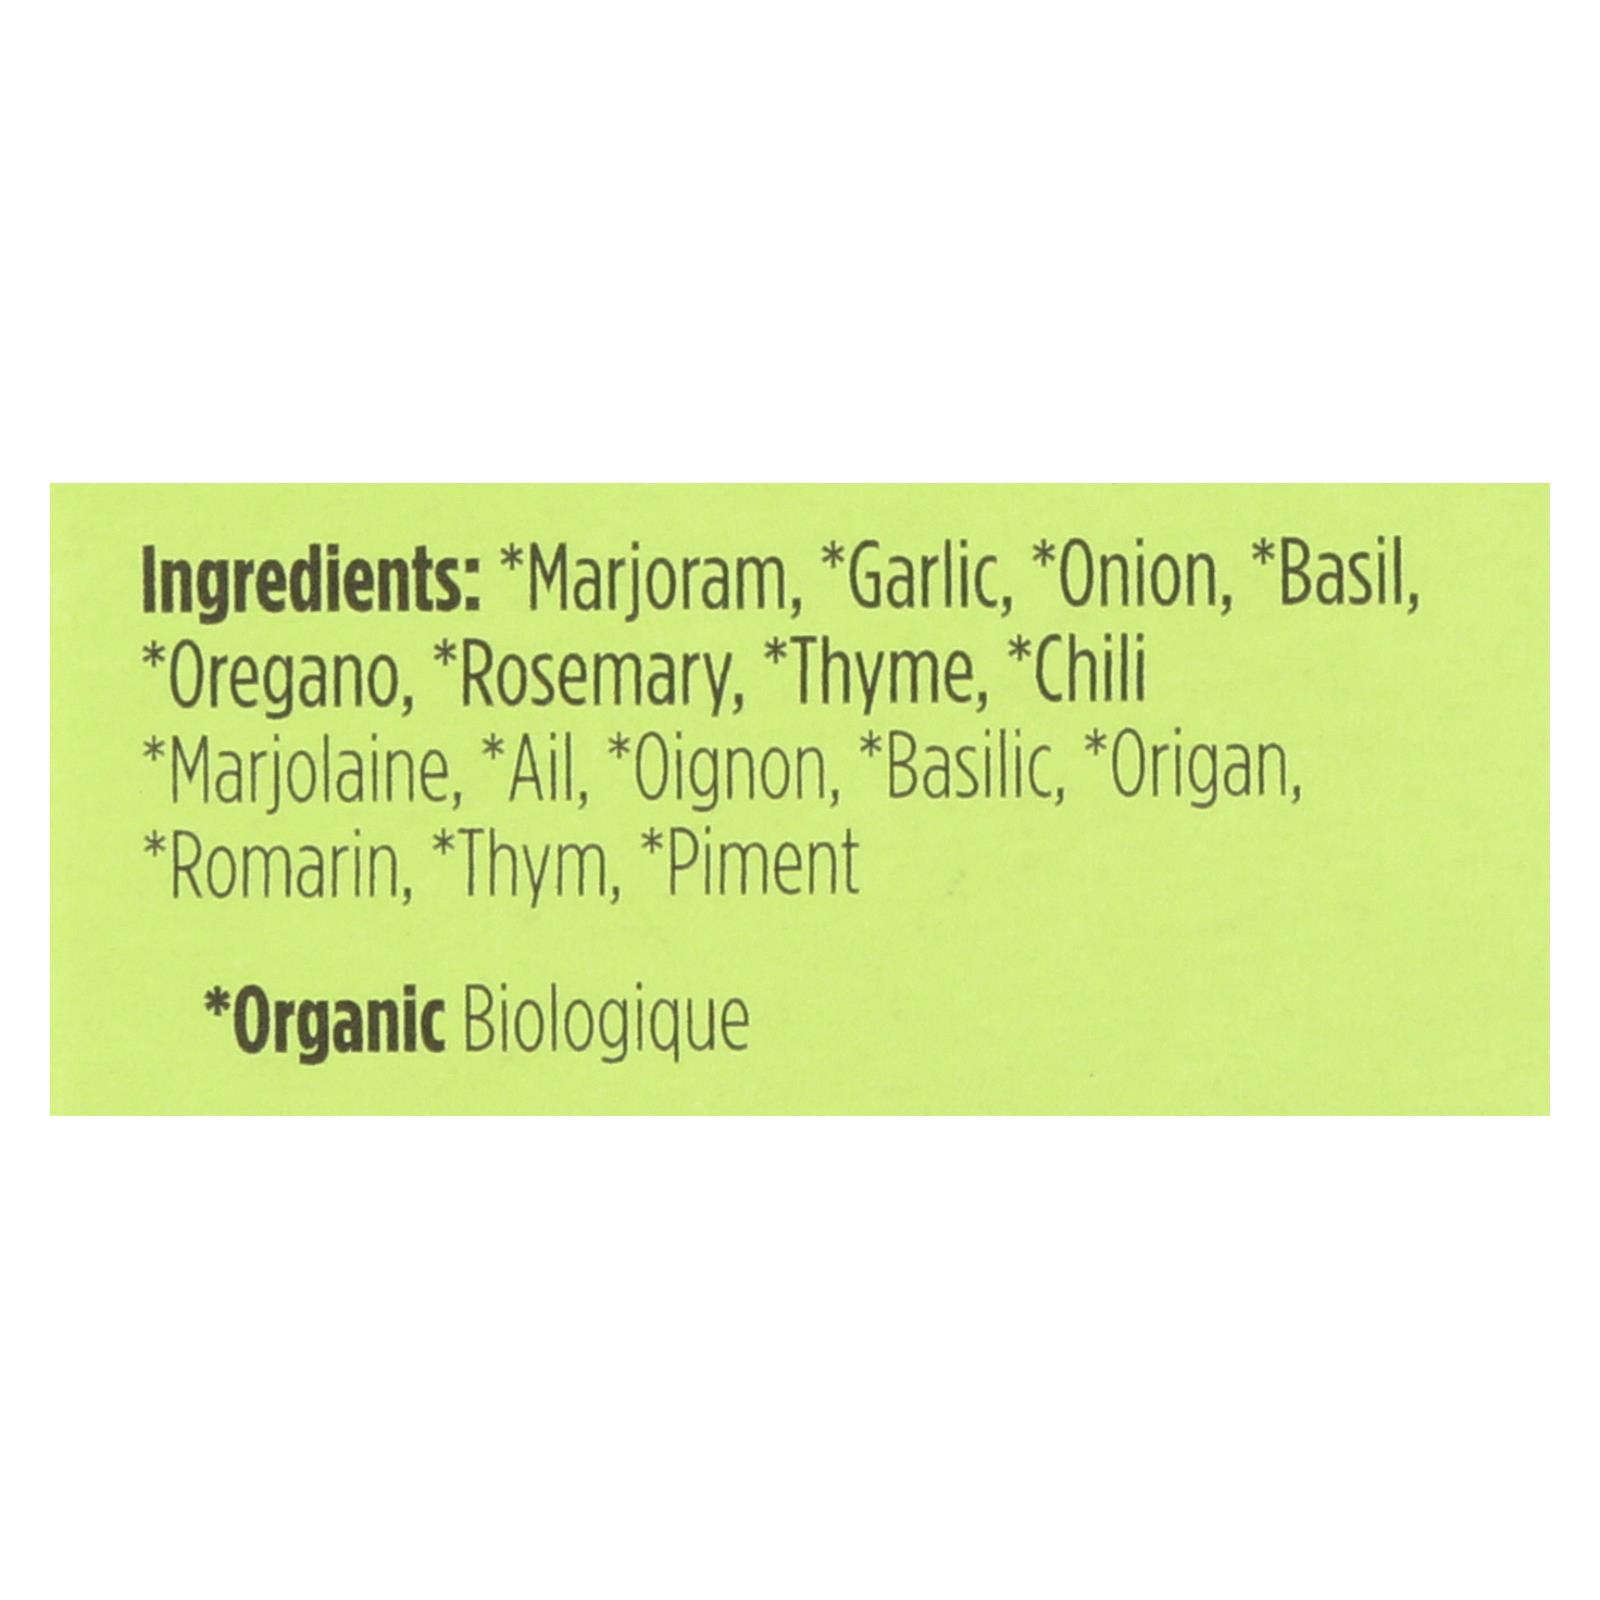 Ingredients: *Marjoram, *Garlic, *Onion, *Basil,
*Oregano, *Rosemary, *Thyme, *Chili
*Marjolaine, *Ail, *Oignon, *Basilic, *Origan,
*Romarin, *Thym, *Piment
*Organic Biologique